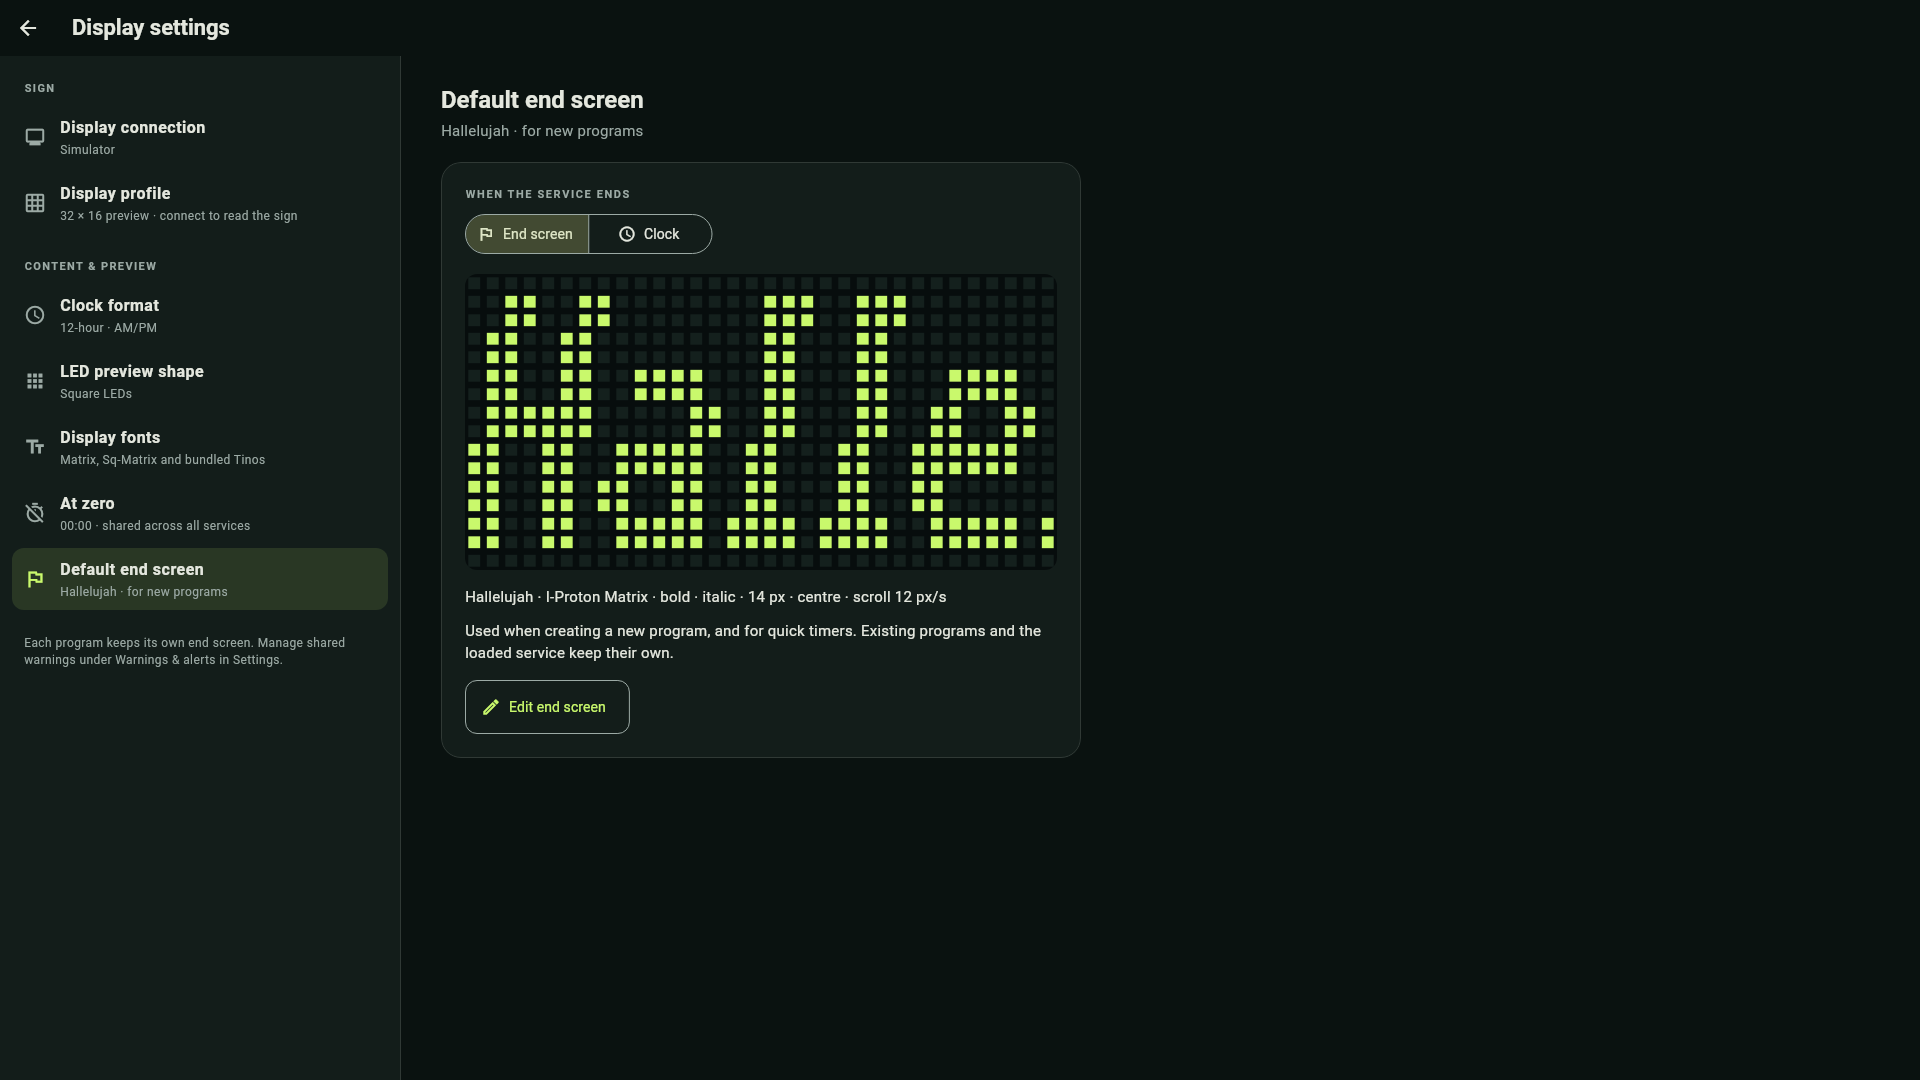 Display settings
SIGN
Display connection
Simulator
Display profile
32 × 16 preview · connect to read the sign
CONTENT & PREVIEW
Clock format
12-hour · AM/PM
LED preview shape
Square LEDs
Display fonts
Matrix, Sq-Matrix and bundled Tinos
At zero
00:00 · shared across all services
Default end screen
Hallelujah · for new programs
Each program keeps its own end screen. Manage shared
warnings under Warnings & alerts in Settings.
Default end screen
Hallelujah · for new programs
WHEN THE SERVICE ENDS
End screen
Clock
Halle
Hallelujah · I-Proton Matrix · bold · italic · 14 px · centre · scroll 12 px/s
Used when creating a new program, and for quick timers. Existing programs and the
loaded service keep their own.
Edit end screen